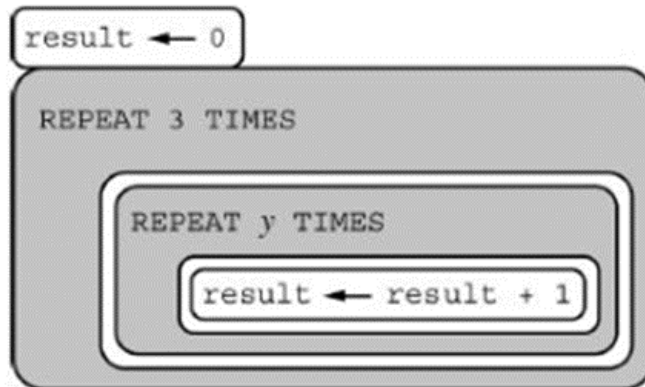 result ← 0
REPEAT 3 TIMES
REPEAT y TIMES
result ← result + 1